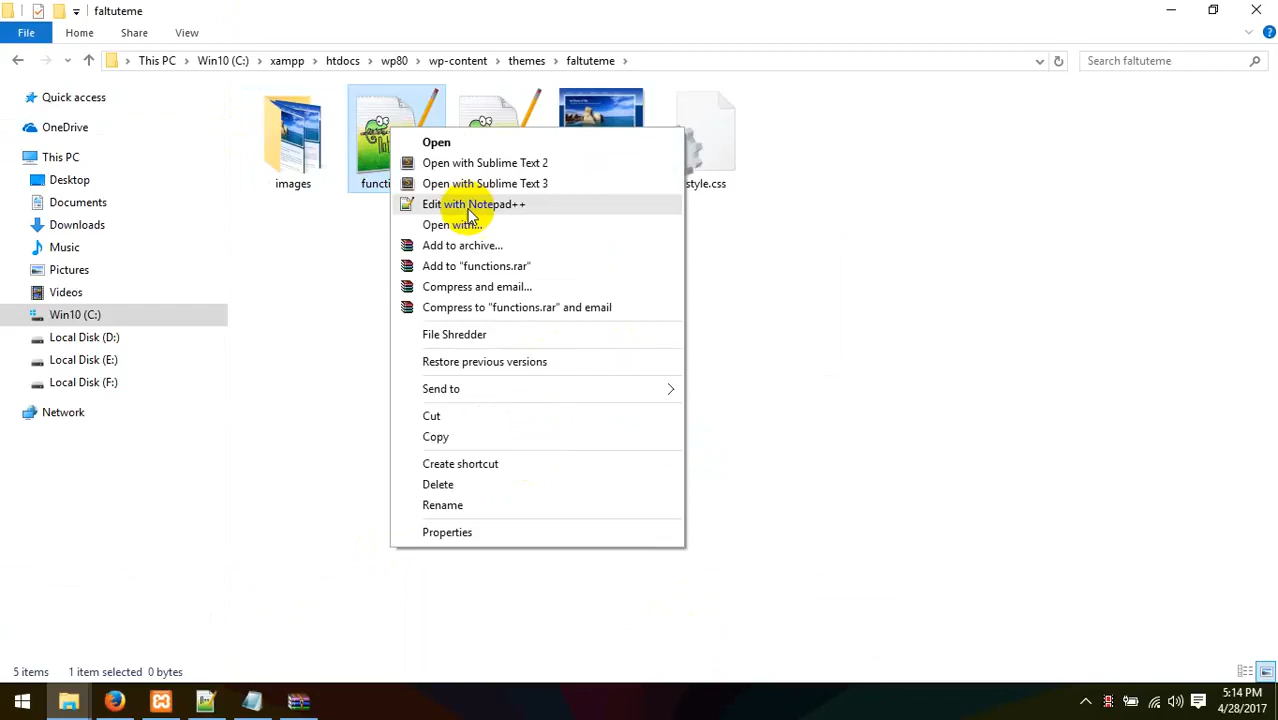 faltuteme
File
Home
Share
View
This PC
Win10 (C:)
xampp
htdocs
wp80
wp-content
themes
faltuteme
Search faltuteme
Quick access
OneDrive
This PC
Desktop
Documents
Downloads
Music
Pictures
Videos
Win10 (C:)
Local Disk (D:)
Local Disk (E:)
Local Disk (F:)
Network
images
style.css
Open
Open with Sublime Text 2
Open with Sublime Text 3
Edit with Notepad++
Open with...
Add to archive...
Add to "functions.rar"
Compress and email...
Compress to "functions.rar" and email
File Shredder
Restore previous versions
Send to
Cut
Copy
Create shortcut
Delete
Rename
Properties
5 items
1 item selected 0 bytes
5:14 PM
4/28/2017